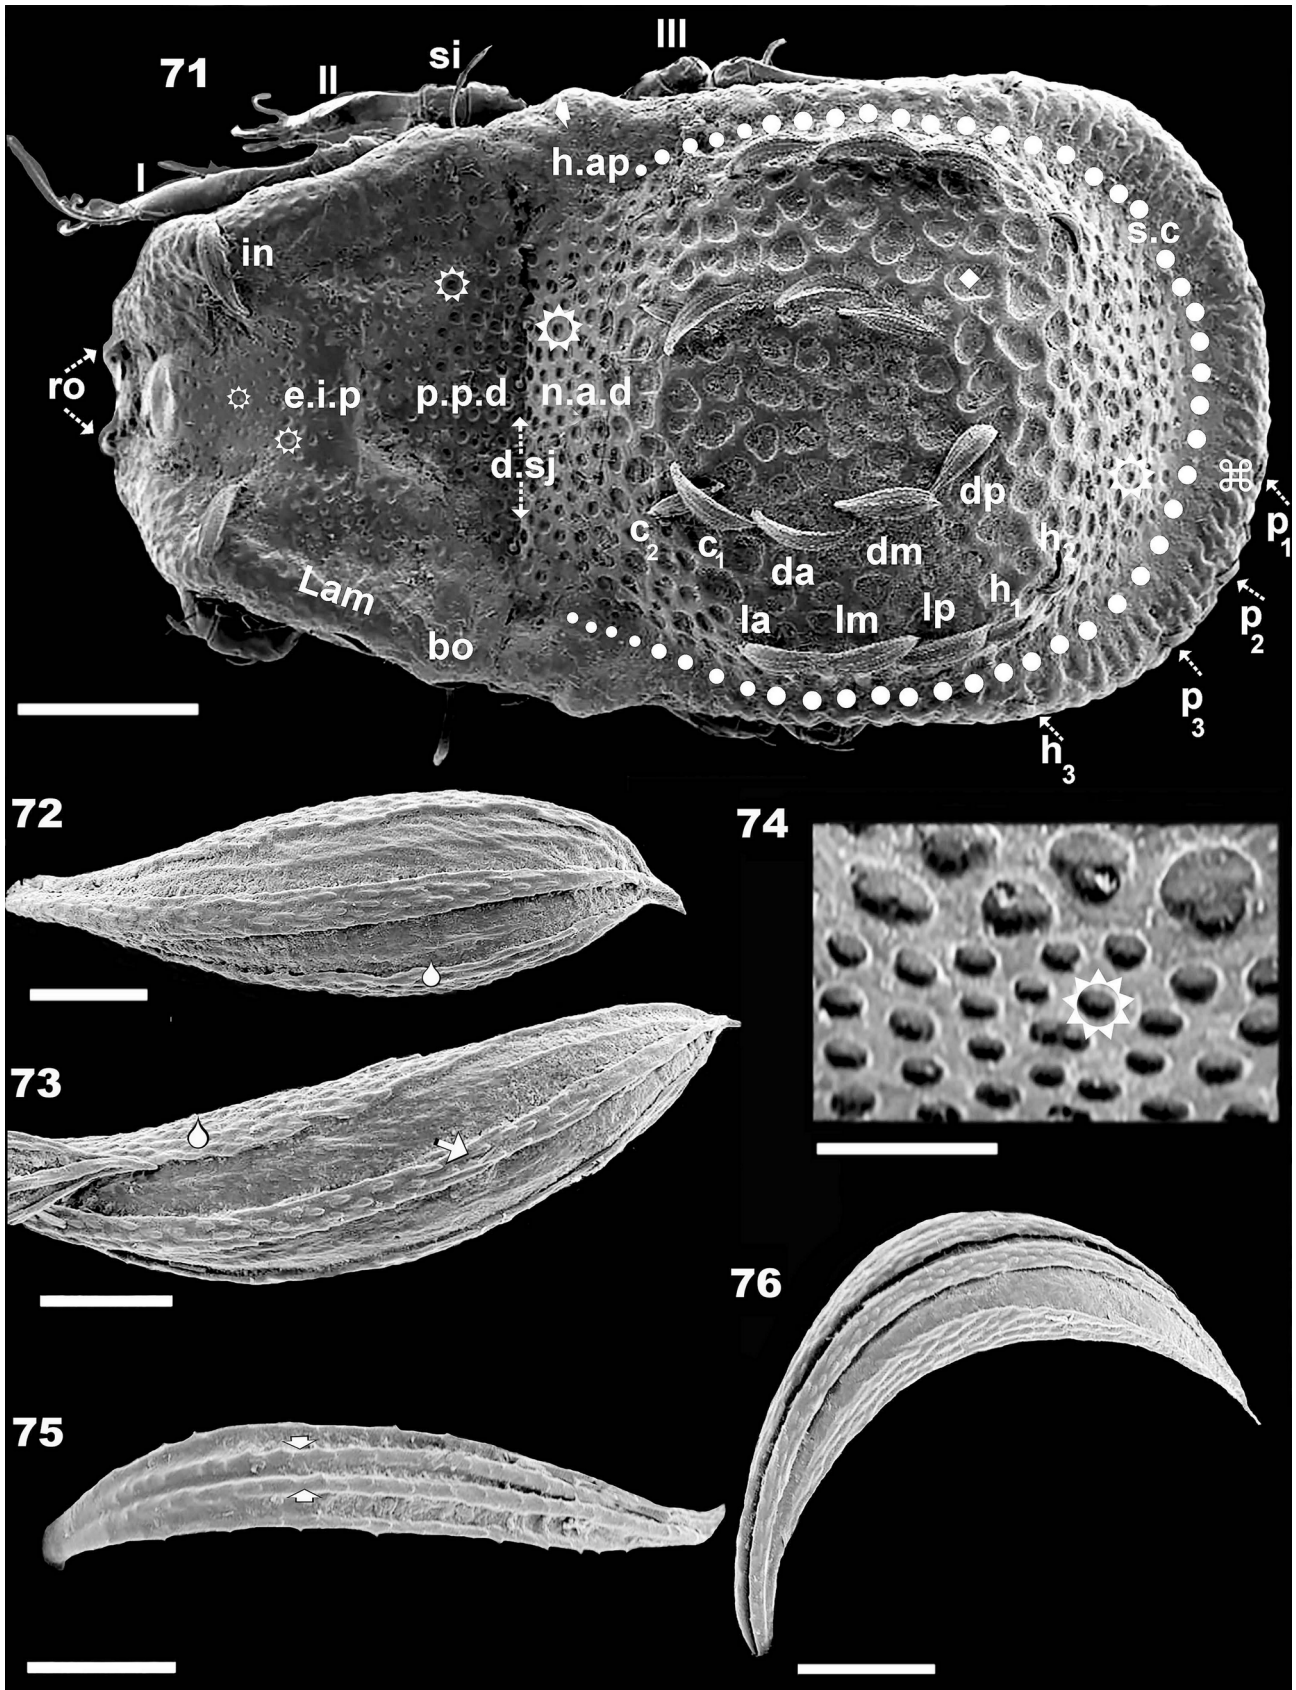 71
II
si
III
I
h.ap
in
s.c
ro
e.i.p
p.p.d
n.a.d
d.sj
dp
c2
c1
da
dm
h2
p1
la
lm
lp
h1
Lam
bo
p2
p3
h3
72
74
73
76
75